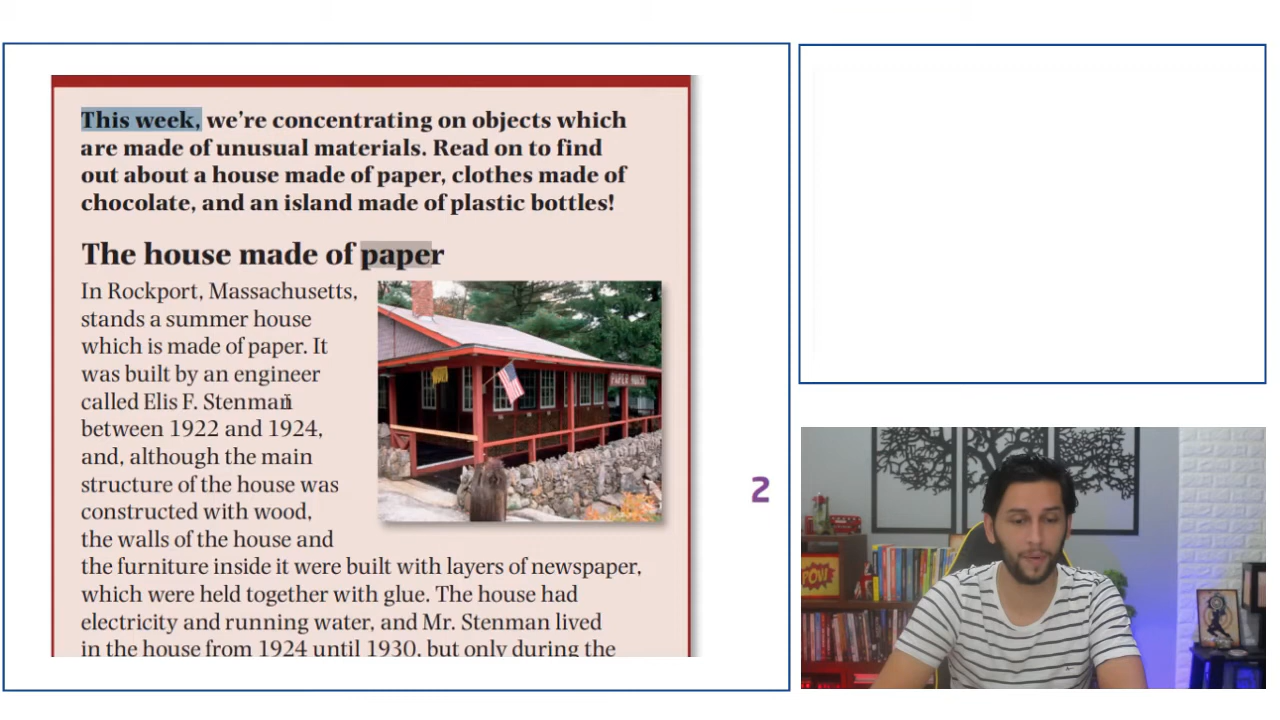 This week, we're concentrating on objects which
are made of unusual materials. Read on to find
out about a house made of paper, clothes made of
chocolate, and an island made of plastic bottles!
The house made of paper
In Rockport, Massachusetts,
stands a summer house
which is made of paper. It
was built by an engineer
called Elis F. Stenman
between 1922 and 1924,
and, although the main
structure of the house was
constructed with wood,
the walls of the house and
the furniture inside it were built with layers of newspaper,
which were held together with glue. The house had
electricity and running water, and Mr. Stenman lived
in the house from 1924 until 1930, but only during the
PAPER HOUSE
2
POW!